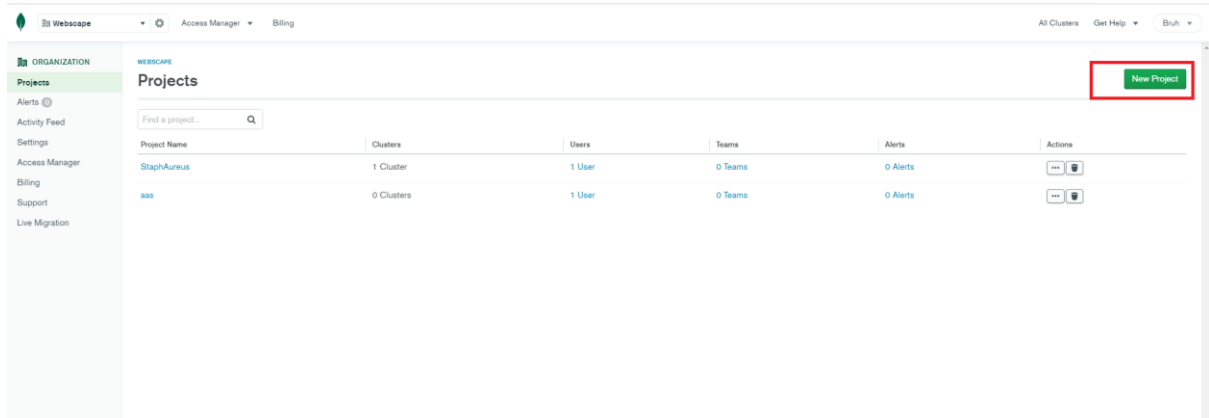 Webscape Access Manager Billing All Clusters Get Help Bruh
ORGANIZATION
Projects
Alerts 0
Activity Feed
Settings
Access Manager
Billing
Support
Live Migration
WEBSCAPE
Projects
New Project
Find a project...
Project Name Clusters Users Teams Alerts Actions
StaphAureus 1 Cluster 1 User 0 Teams 0 Alerts
aas 0 Clusters 1 User 0 Teams 0 Alerts